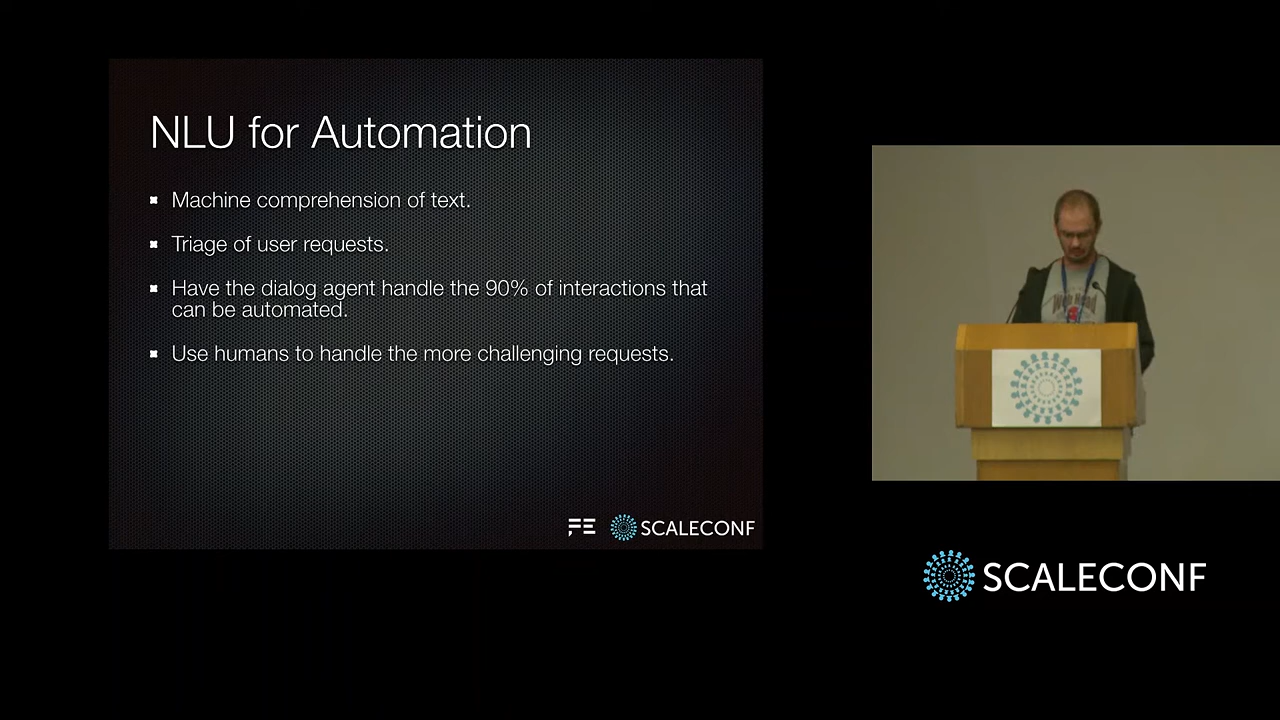 NLU for Automation
Machine comprehension of text.
Triage of user requests.
Have the dialog agent handle the 90% of interactions that
can be automated.
Use humans to handle the more challenging requests.
SCALECONF
SCALECONF